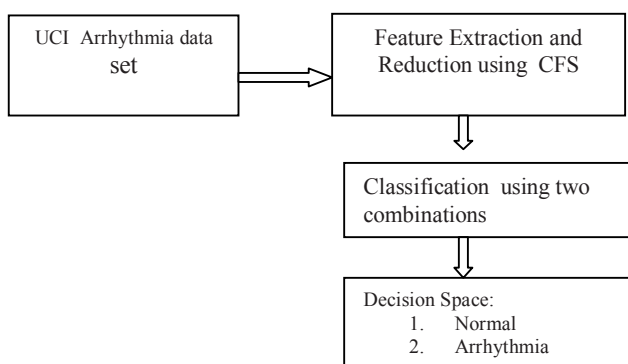 UCI Arrhythmia data
set
Feature Extraction and
Reduction using CFS
Classification using two
combinations
Decision Space:
1. Normal
2. Arrhythmia